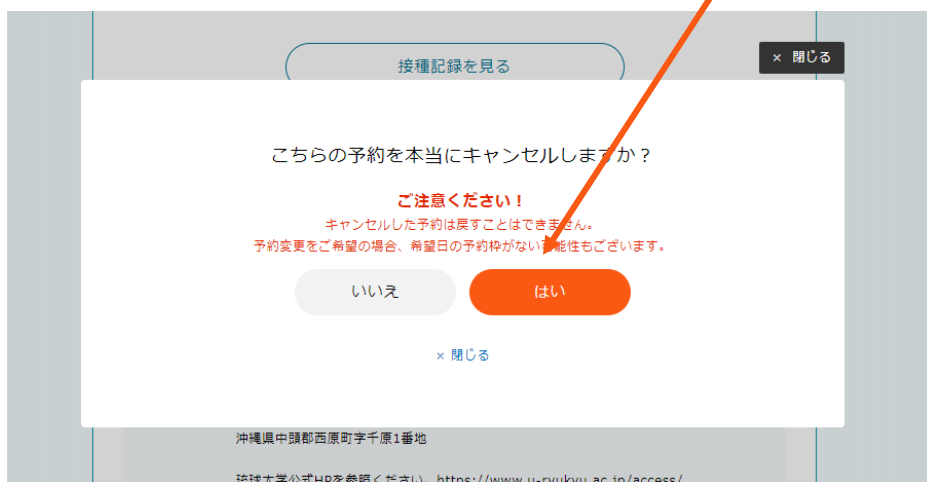 接種記録を見る
× 閉じる
こちらの予約を本当にキャンセルしますか？
ご注意ください！
キャンセルした予約は戻すことはできません。
予約変更をご希望の場合、希望日の予約枠がない可能性もございます。
いいえ
はい
× 閉じる
沖縄県中頭郡西原町字千原1番地
琉球大学公式HPを参照ください。https://www.u-ryukyu.ac.jp/access/